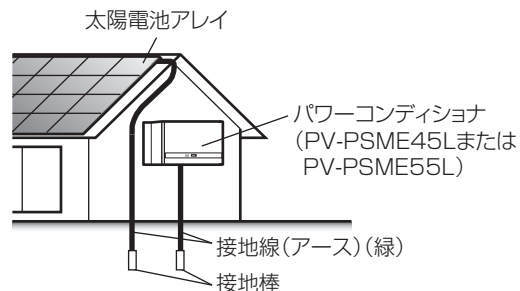 太陽電池アレイ
パワーコンディショナ
（PV-PSME45Lまたは
PV-PSME55L）
接地線（アース）（緑）
接地棒